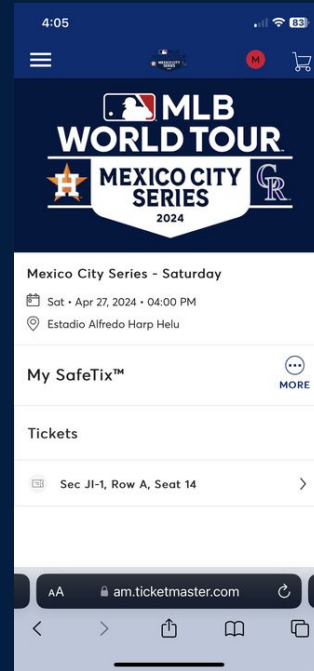 4:05
83
M
MLB
WORLD TOUR
MEXICO CITY
SERIES
2024
H
CR
Mexico City Series - Saturday
Sat • Apr 27, 2024 • 04:00 PM
Estadio Alfredo Harp Helu
My SafeTix™
MORE
Tickets
Sec JI-1, Row A, Seat 14
AA
am.ticketmaster.com